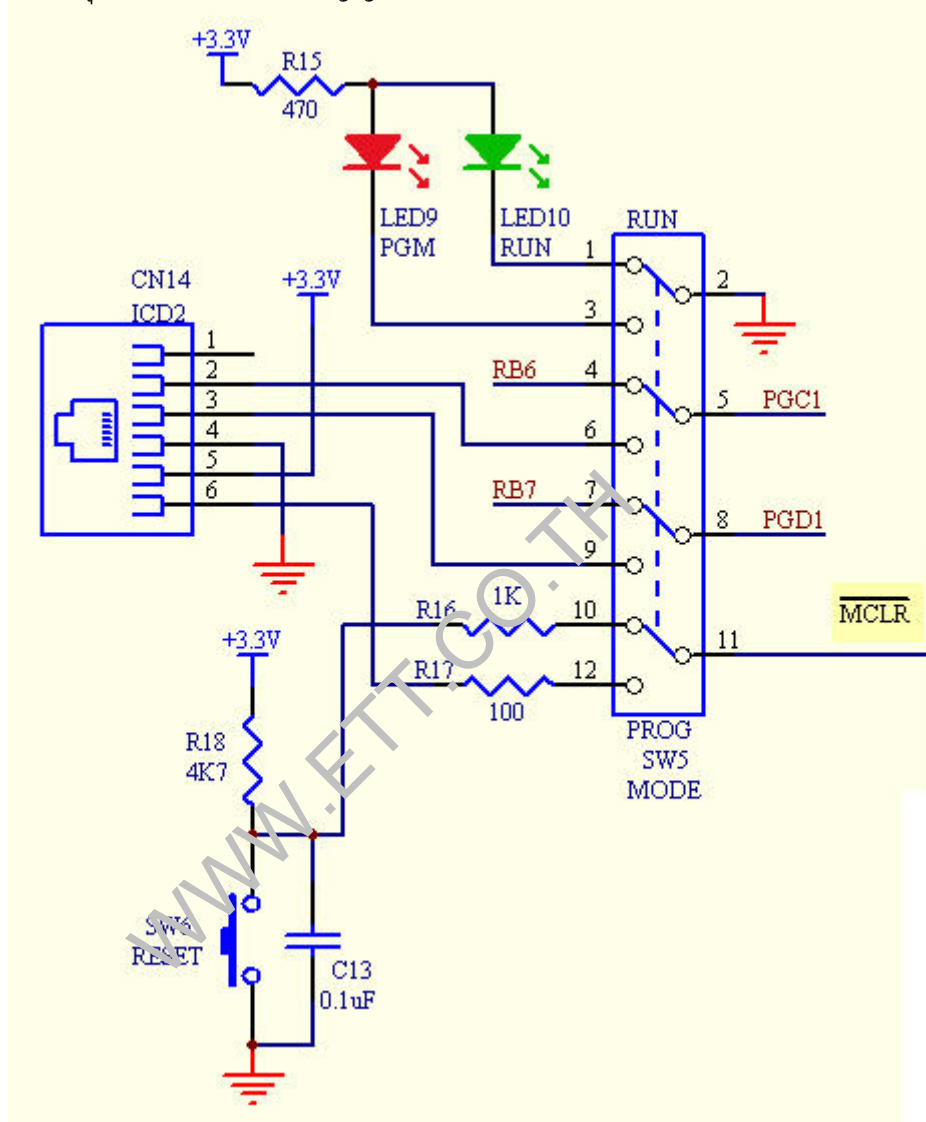 +3.3V
R15
470
LED9
PGM
LED10
RUN
RUN
1
2
3
RB6
4
5
PGC1
6
RB7
7
8
PGD1
9
CN14
ICD2
+3.3V
1
2
3
4
5
6
R16
1K
10
11
MCLR
R17
100
12
PROG
SW5
MODE
+3.3V
R18
4K7
SW6
RESET
C13
0.1uF
WWW.ETT.CO.TH